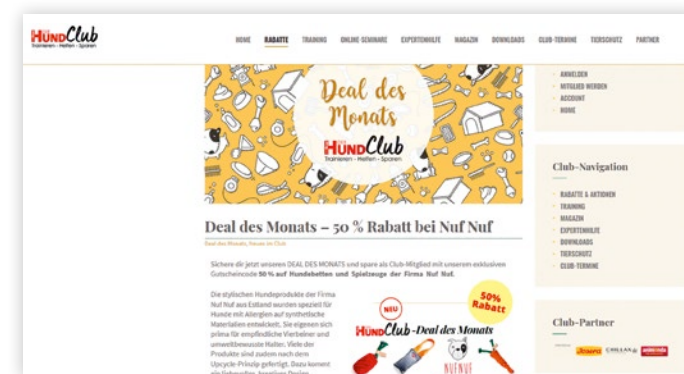 HUNDClub
Trainieren - Helfen - Sparen
HOME RABATTE TRAINING ONLINE-SEMINARE EXPERTENHILFE MAGAZIN DOWNLOADS CLUB-TERMINE TIERSCHUTZ PARTNER
Deal des
Monats
HUNDClub
Trainieren - Helfen - Sparen
Deal des Monats – 50 % Rabatt bei Nuf Nuf
Deal des Monats, Neues im Club
Sichere dir jetzt unseren DEAL DES MONATS und spare als Club-Mitglied mit unserem exklusiven
Gutscheincode 50 % auf Hundebetten und Spielzeuge der Firma Nuf Nuf.
Die stylischen Hundeprodukte der Firma
Nuf Nuf aus Estland wurden speziell für
Hunde mit Allergien auf synthetische
Materialien entwickelt. Sie eigenen sich
prima für empfindliche Vierbeiner und
umweltbewusste Halter. Viele der
Produkte sind zudem nach dem
Upcycle-Prinzip gefertigt. Dazu kommt
NEU
50%
Rabatt
HUNDClub-Deal des Monats
NUFNUF
ANMELDEN
MITGLIED WERDEN
ACCOUNT
HOME
Club-Navigation
RABATTE & AKTIONEN
TRAINING
MAGAZIN
EXPERTENHILFE
DOWNLOADS
TIERSCHUTZ
CLUB-TERMINE
Club-Partner
Josera